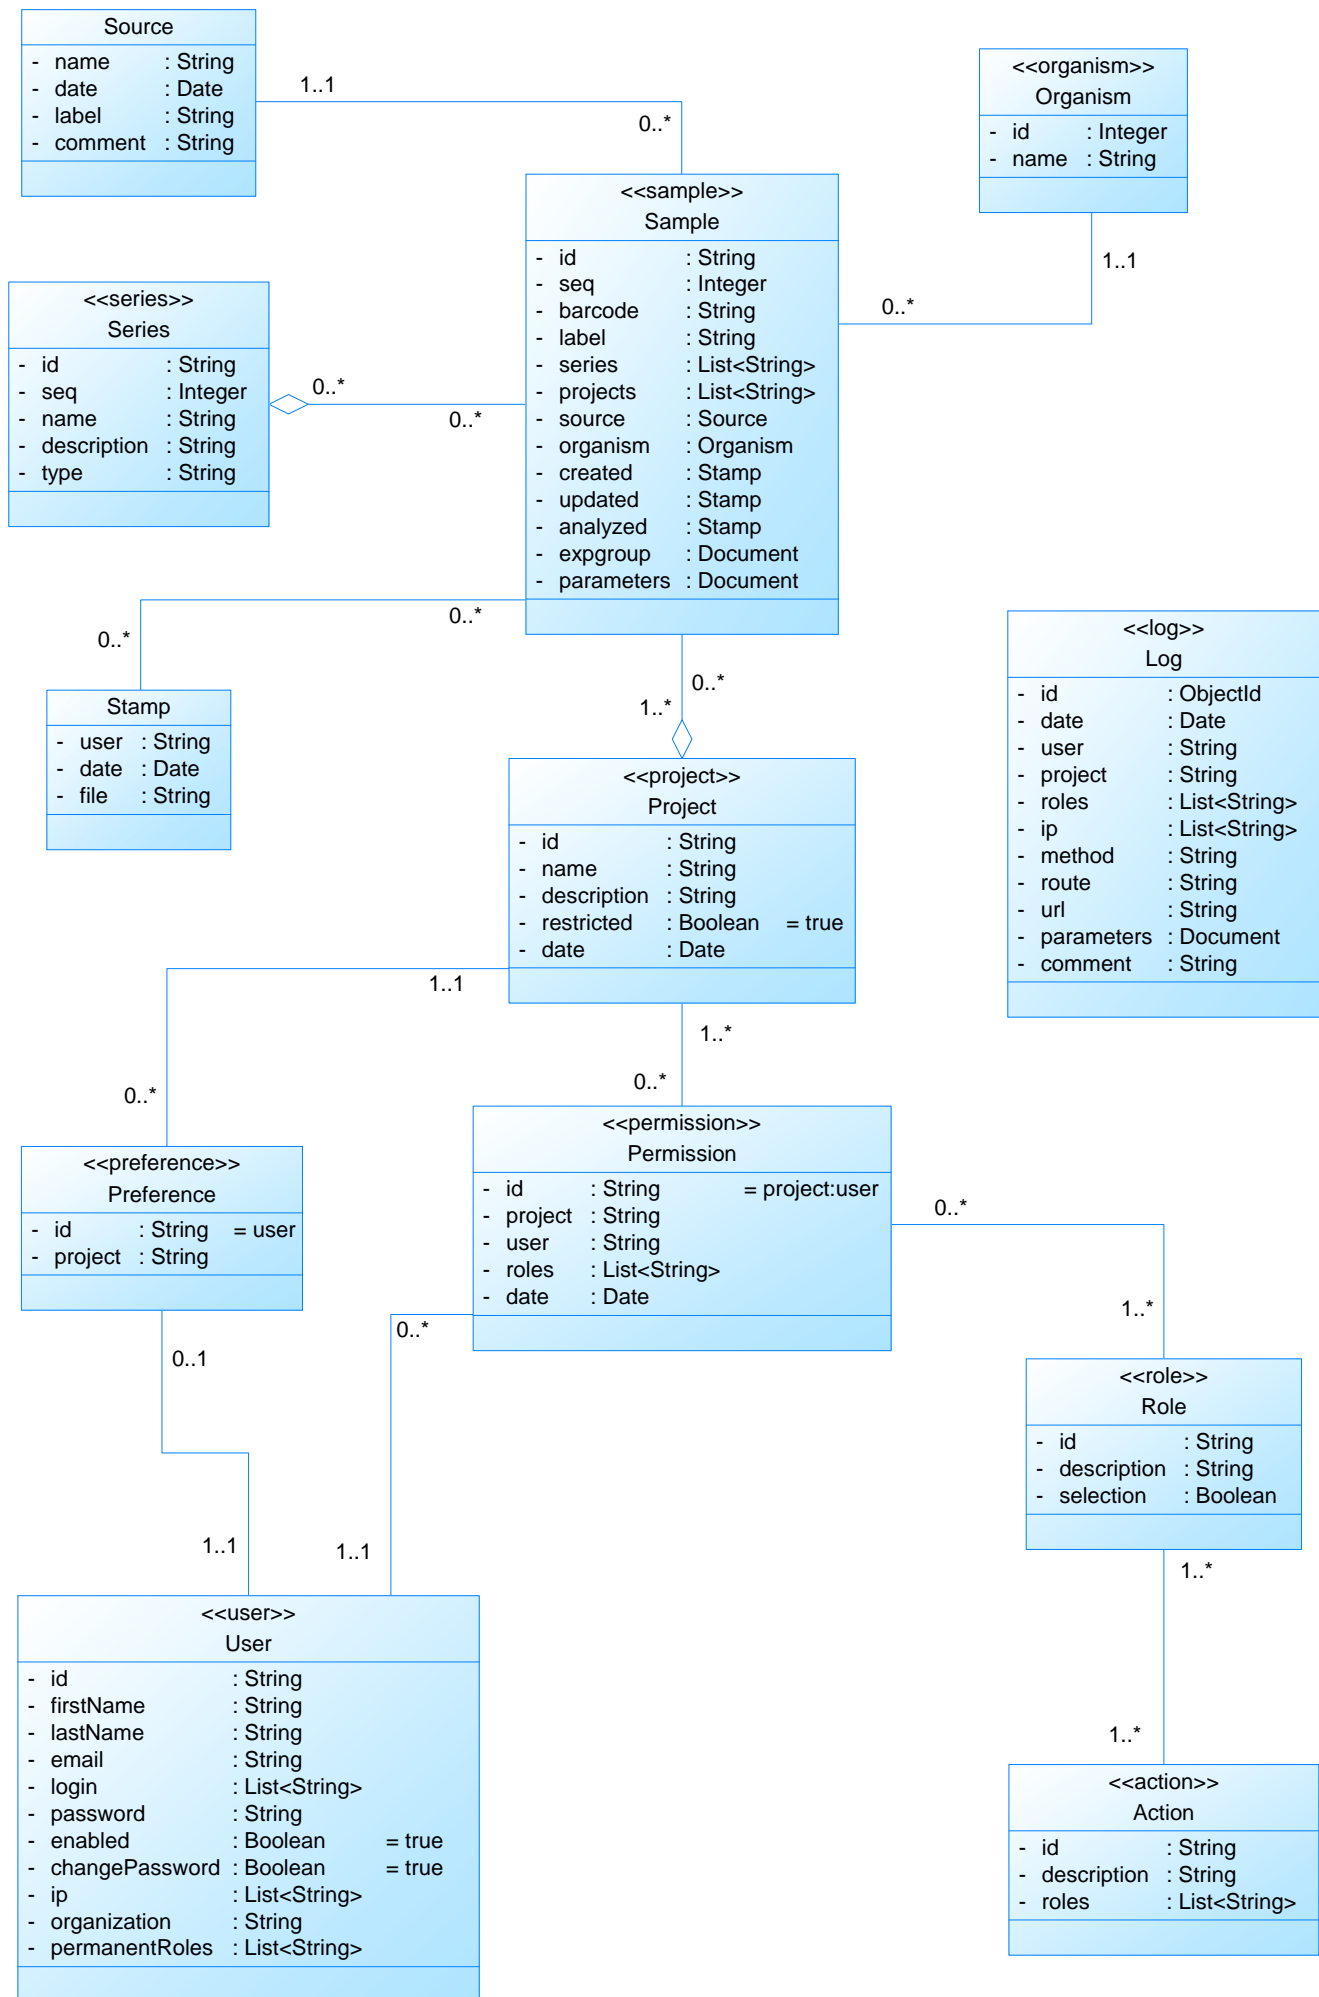 Source
- name : String
- date : Date
- label : String
- comment : String
1..1
0..*
<<organism>>
Organism
- id : Integer
- name : String
1..1
0..*
<<sample>>
Sample
- id : String
- seq : Integer
- barcode : String
- label : String
- series : List<String>
- projects : List<String>
- source : Source
- organism : Organism
- created : Stamp
- updated : Stamp
- analyzed : Stamp
- expgroup : Document
- parameters : Document
<<series>>
Series
- id : String
- seq : Integer
- name : String
- description : String
- type : String
0..*
0..*
0..*
0..*
Stamp
- user : String
- date : Date
- file : String
0..*
1..*
<<log>>
Log
- id : ObjectId
- date : Date
- user : String
- project : String
- roles : List<String>
- ip : List<String>
- method : String
- route : String
- url : String
- parameters : Document
- comment : String
<<project>>
Project
- id : String
- name : String
- description : String
- restricted : Boolean = true
- date : Date
1..1
0..*
1..*
0..*
<<preference>>
Preference
- id : String = user
- project : String
<<permission>>
Permission
- id : String = project:user
- project : String
- user : String
- roles : List<String>
- date : Date
0..*
1..*
0..*
0..1
1..1
1..1
<<role>>
Role
- id : String
- description : String
- selection : Boolean
1..*
1..*
<<user>>
User
- id : String
- firstName : String
- lastName : String
- email : String
- login : List<String>
- password : String
- enabled : Boolean = true
- changePassword : Boolean = true
- ip : List<String>
- organization : String
- permanentRoles : List<String>
<<action>>
Action
- id : String
- description : String
- roles : List<String>